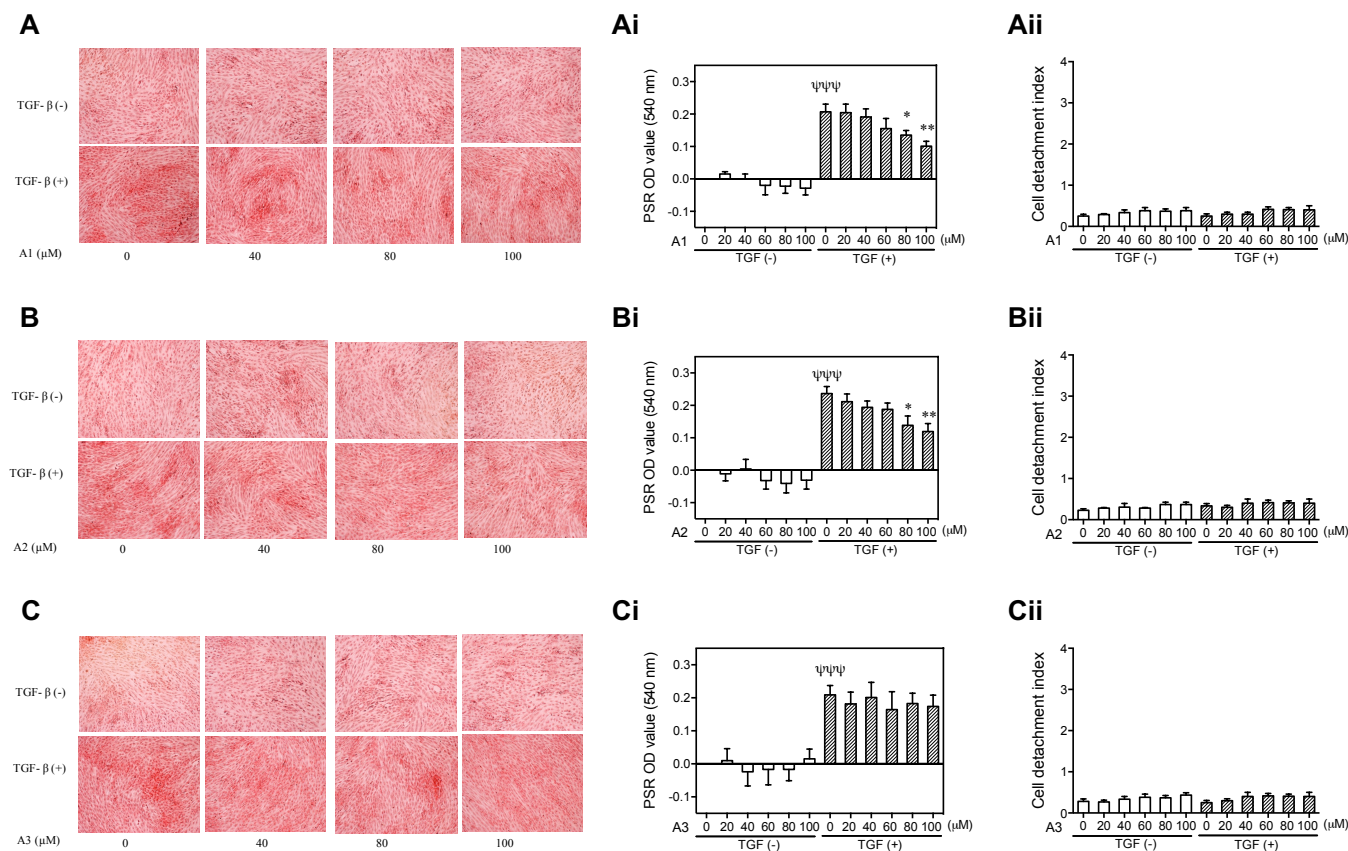 A
TGF- β (-)
TGF- β (+)
A1 (μM) 0 40 80 100
Ai
PSR OD value (540 nm)
0.3
0.2
0.1
0.0
-0.1
ψψψ
*
**
A1 0 20 40 60 80 100 0 20 40 60 80 100 (μM)
TGF (-) TGF (+)
Aii
Cell detachment index
4
3
2
1
0
A1 0 20 40 60 80 100 0 20 40 60 80 100 (μM)
TGF (-) TGF (+)
B
TGF- β (-)
TGF- β (+)
A2 (μM) 0 40 80 100
Bi
PSR OD value (540 nm)
0.3
0.2
0.1
0.0
-0.1
ψψψ
*
**
A2 0 20 40 60 80 100 0 20 40 60 80 100 (μM)
TGF (-) TGF (+)
Bii
Cell detachment index
4
3
2
1
0
A2 0 20 40 60 80 100 0 20 40 60 80 100 (μM)
TGF (-) TGF (+)
C
TGF- β (-)
TGF- β (+)
A3 (μM) 0 40 80 100
Ci
PSR OD value (540 nm)
0.3
0.2
0.1
0.0
-0.1
ψψψ
A3 0 20 40 60 80 100 0 20 40 60 80 100 (μM)
TGF (-) TGF (+)
Cii
Cell detachment index
4
3
2
1
0
A3 0 20 40 60 80 100 0 20 40 60 80 100 (μM)
TGF (-) TGF (+)